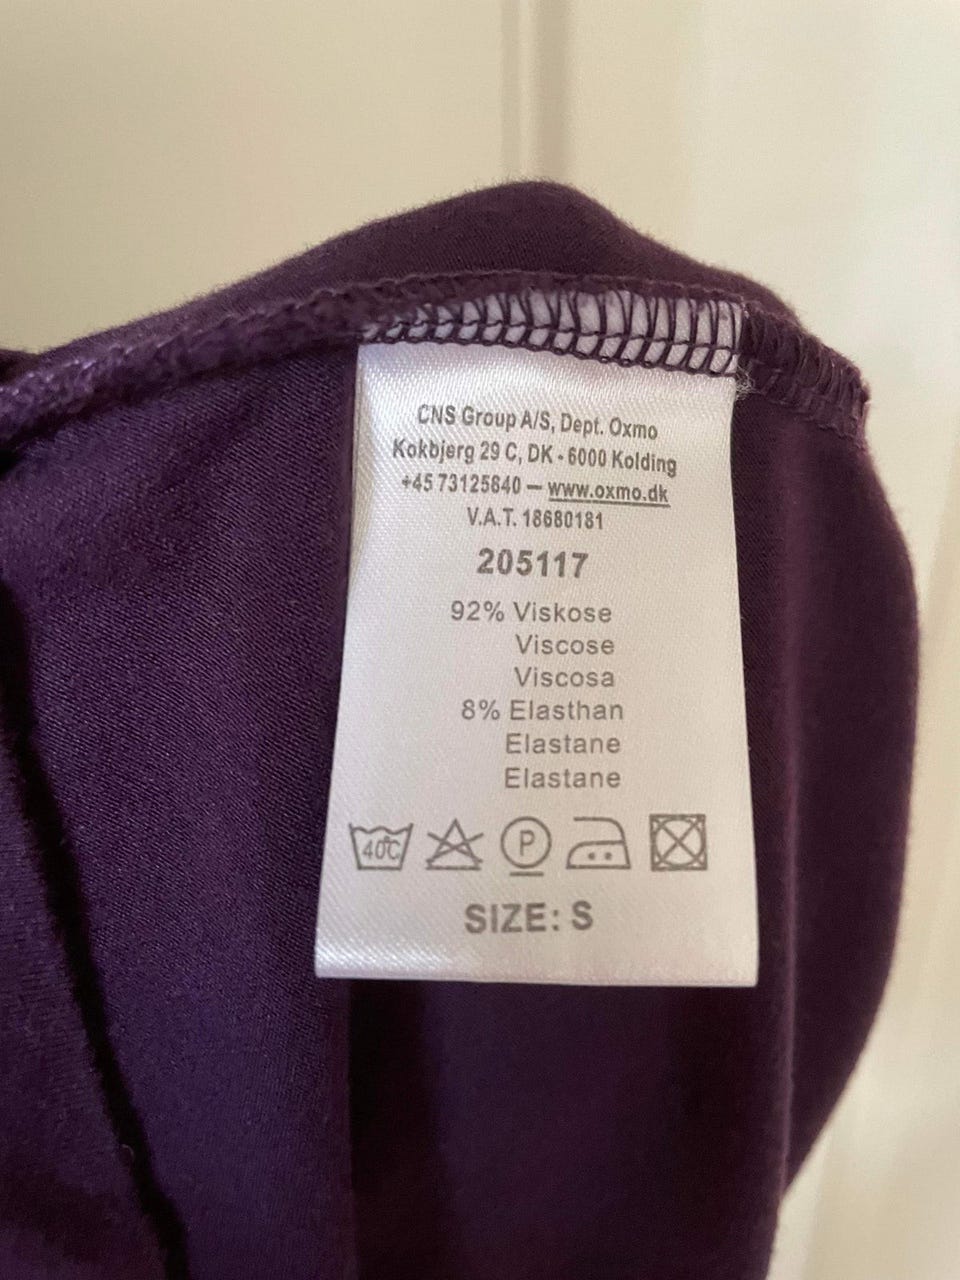 CNS Group A/S, Dept. Oxmo
Kokbjerg 29 C, DK - 6000 Kolding
+45 73125840 – www.oxmo.dk
V.A.T. 18680181
205117
92% Viskose
Viscose
Viscosa
8% Elasthan
Elastane
Elastane
40°C P
SIZE: S